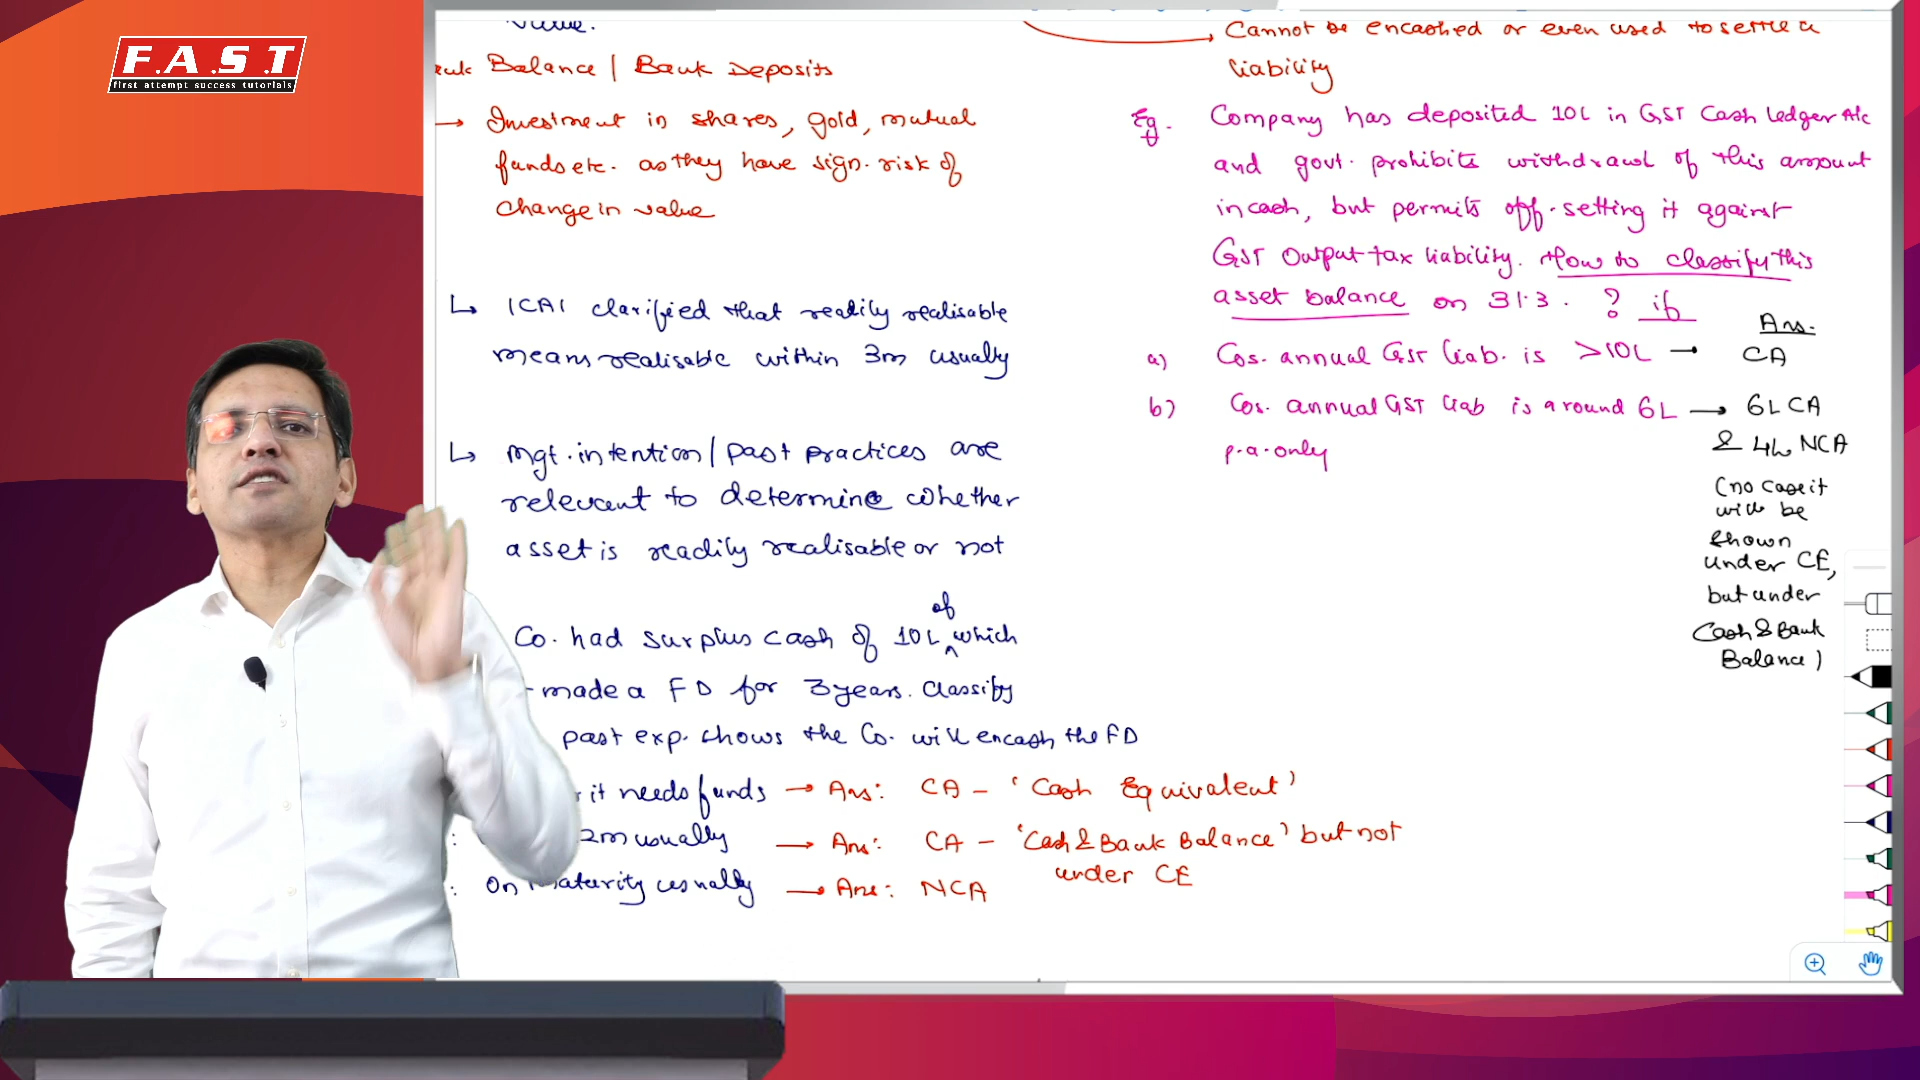 F.A.S.T
first attempt success tutorials
value.
Balance / Bank Deposits
→ Investment in shares, gold, mutual
funds etc. as they have sign. risk of
change in value
↳ ICAI clarified that readily realisable
means realisable within 3m usually
↳ Mgt. intention / past practices are
relevant to determine whether
asset is readily realisable or not
Co. had surplus cash of 10L of which
made a FD for 3 years. Classify
past exp. shows the Co. will encash the FD
it needs funds → Ans: CA - 'Cash Equivalent'
2m usually → Ans: CA - 'Cash & Bank Balance' but not
under CE
: On maturity usually → Ans: NCA
Cannot be encashed or even used to settle a
liability
Eg. Company has deposited 10L in GST Cash Ledger A/c
and govt. prohibits withdrawl of this amount
in cash, but permits off-setting it against
GST Output tax liability. How to classify this
asset balance on 31.3. ? if
Ans.
a) Cos. annual GST liab. is >10L → CA
b) Cos. annual GST liab is around 6L → 6L CA
p.a. only
& 4L NCA
(no case it
will be
shown
under CE,
but under
Cash & Bank
Balance)